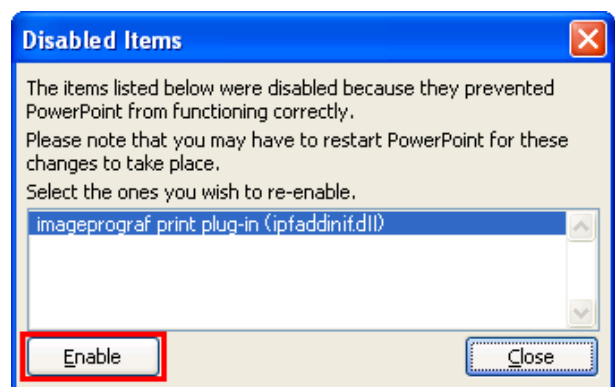 Disabled Items
The items listed below were disabled because they prevented
PowerPoint from functioning correctly.
Please note that you may have to restart PowerPoint for these
changes to take place.
Select the ones you wish to re-enable.
imageprograf print plug-in (ipfaddinif.dll)
Enable Close